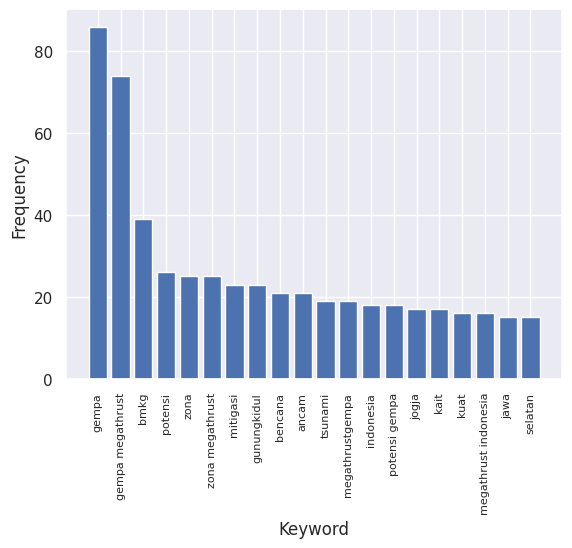 Frequency
80
60
40
20
0
gempa
gempa megathrust
bmkg
potensi
zona
zona megathrust
mitigasi
gunungkidul
bencana
ancam
tsunami
megathrustgempa
indonesia
potensi gempa
jogja
kait
kuat
megathrust indonesia
jawa
selatan
Keyword